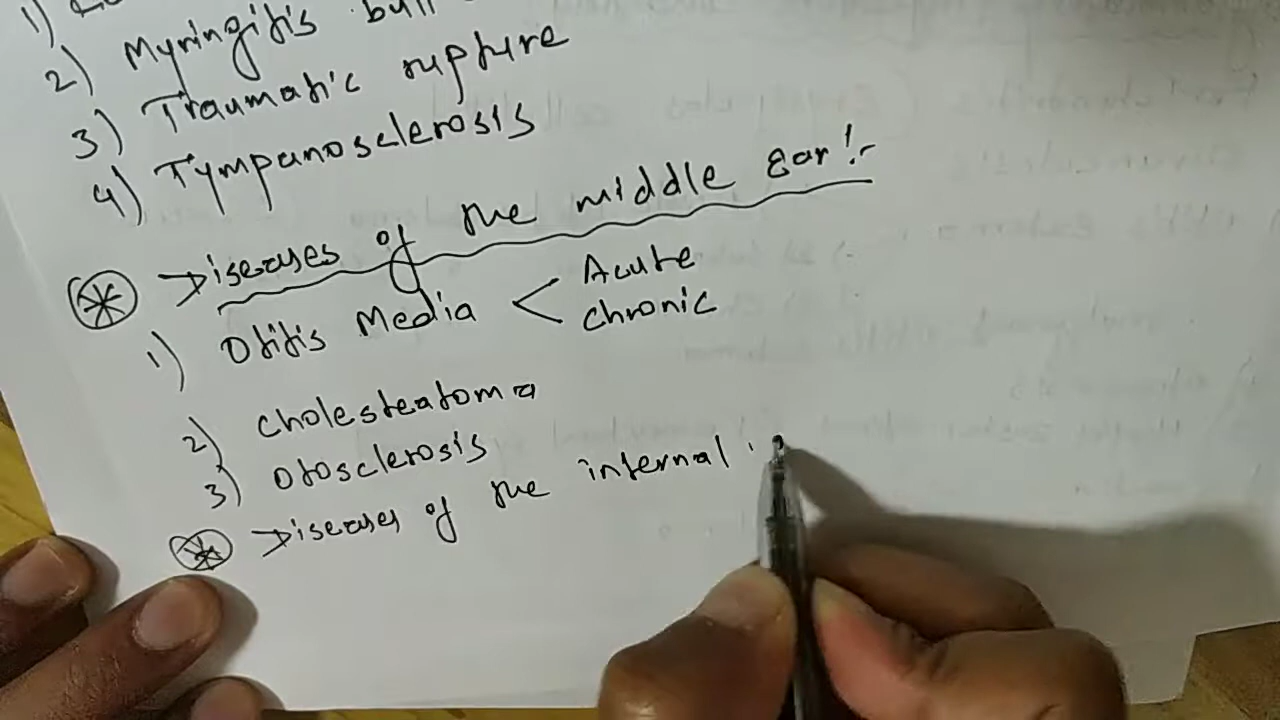 1)
2) Myringitis bull
3) Traumatic rupture
4) Tympanosclerosis
Diseases of the middle Ear!-
1) Otitis Media < Acute
chronic
2) Cholesteatoma
3) Otosclerosis
Diseases of the internal